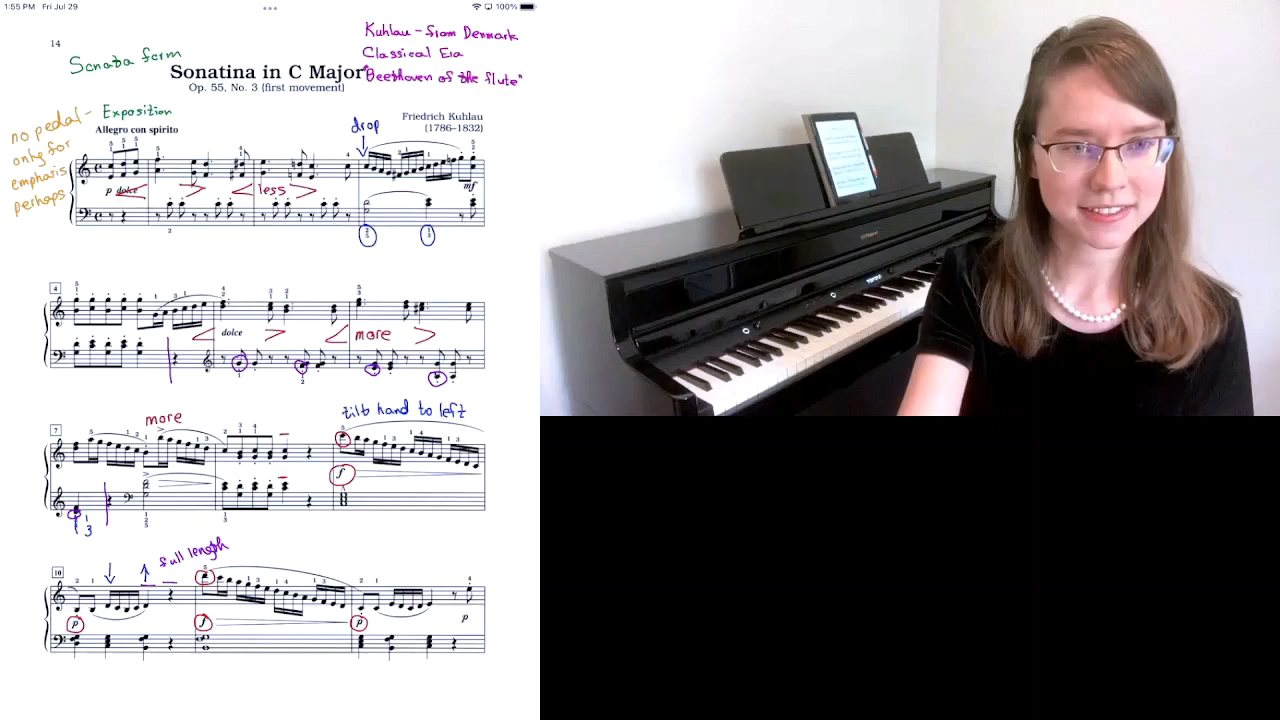 1:55 PM Fri Jul 29
100%
14
Sonata form
Kuhlau - from Denmark
Classical Era
"Beethoven of the flute"
Sonatina in C Major
Op. 55, No. 3 (first movement)
no pedal -
only for
emphasis
perhaps
Exposition
Allegro con spirito
drop
Friedrich Kuhlau
(1786–1832)
p dolce
less
mf
4
dolce
more
7
more
tilt hand to left
f
1
3
10
full length
p
f
p
p
Roland